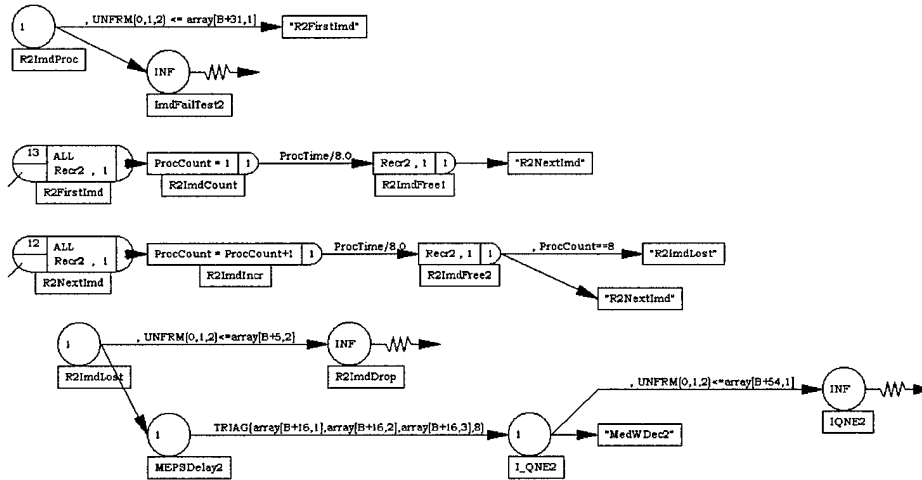 1
, UNFRM[0,1,2] <= array[B+31,1]
"R2FirstImd"
R2ImdProc
INF
ImdFailTest2
13
ALL
Recr2 , 1
R2FirstImd
ProcCount = 1
1
R2ImdCount
ProcTime/8.0
Recr2, 1
1
R2ImdFree1
"R2NextImd"
12
ALL
Recr2 , 1
R2NextImd
ProcCount = ProcCount+1
1
R2ImdIncr
ProcTime/8.0
Recr2, 1
1
R2ImdFree2
, ProcCount==8
"R2ImdLost"
"R2NextImd"
1
R2ImdLost
, UNFRM[0,1,2]<=array[B+5,2]
INF
R2ImdDrop
1
MEPSDelay2
TRIAG[array[B+16,1],array[B+16,2],array[B+16,3],8]
1
I_QNE2
, UNFRM[0,1,2]<=array[B+54,1]
INF
IQNE2
"MedWDec2"